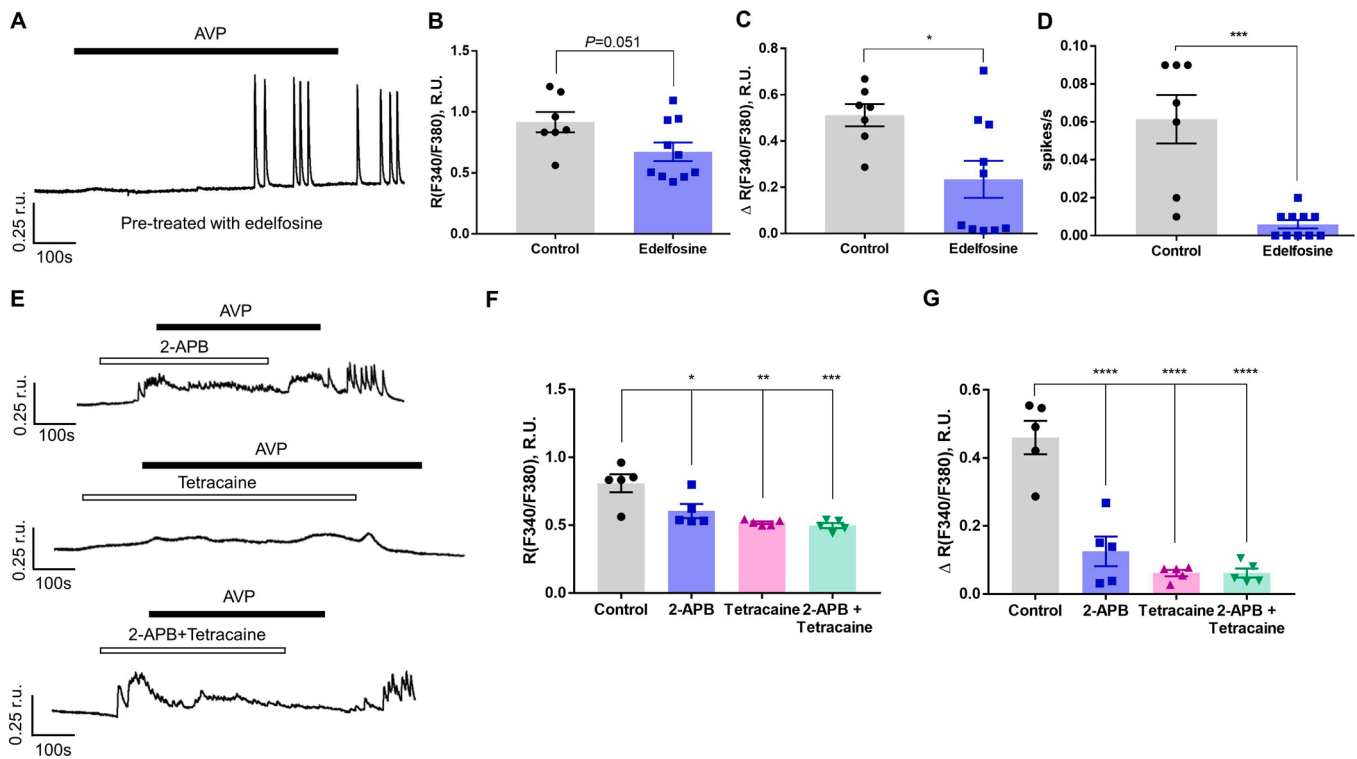 A
AVP
0.25 r.u.
100s
Pre-treated with edelfosine
B
P=0.051
R(F340/F380), R.U.
1.5
1.0
0.5
0.0
Control
Edelfosine
C
*
Δ R(F340/F380), R.U.
0.8
0.6
0.4
0.2
0.0
Control
Edelfosine
D
***
spikes/s
0.10
0.08
0.06
0.04
0.02
0.00
Control
Edelfosine
E
AVP
2-APB
0.25 r.u.
100s
AVP
Tetracaine
0.25 r.u.
100s
AVP
2-APB+Tetracaine
0.25 r.u.
100s
F
*
**
***
R(F340/F380), R.U.
1.5
1.0
0.5
0.0
Control
2-APB
Tetracaine
2-APB +
Tetracaine
G
****
****
****
Δ R(F340/F380), R.U.
0.6
0.4
0.2
0.0
Control
2-APB
Tetracaine
2-APB +
Tetracaine